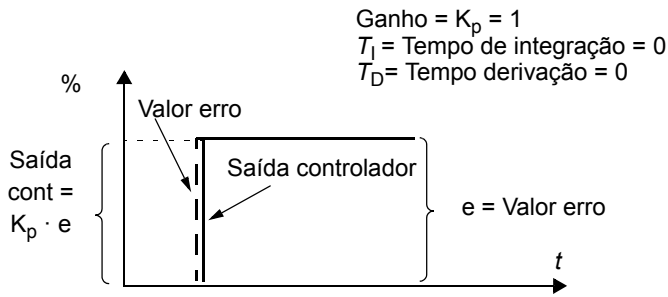 Ganho = Kp = 1
TI = Tempo de integração = 0
TD= Tempo derivação = 0
%
Valor erro
Saída
cont =
Kp · e
Saída controlador
e = Valor erro
t